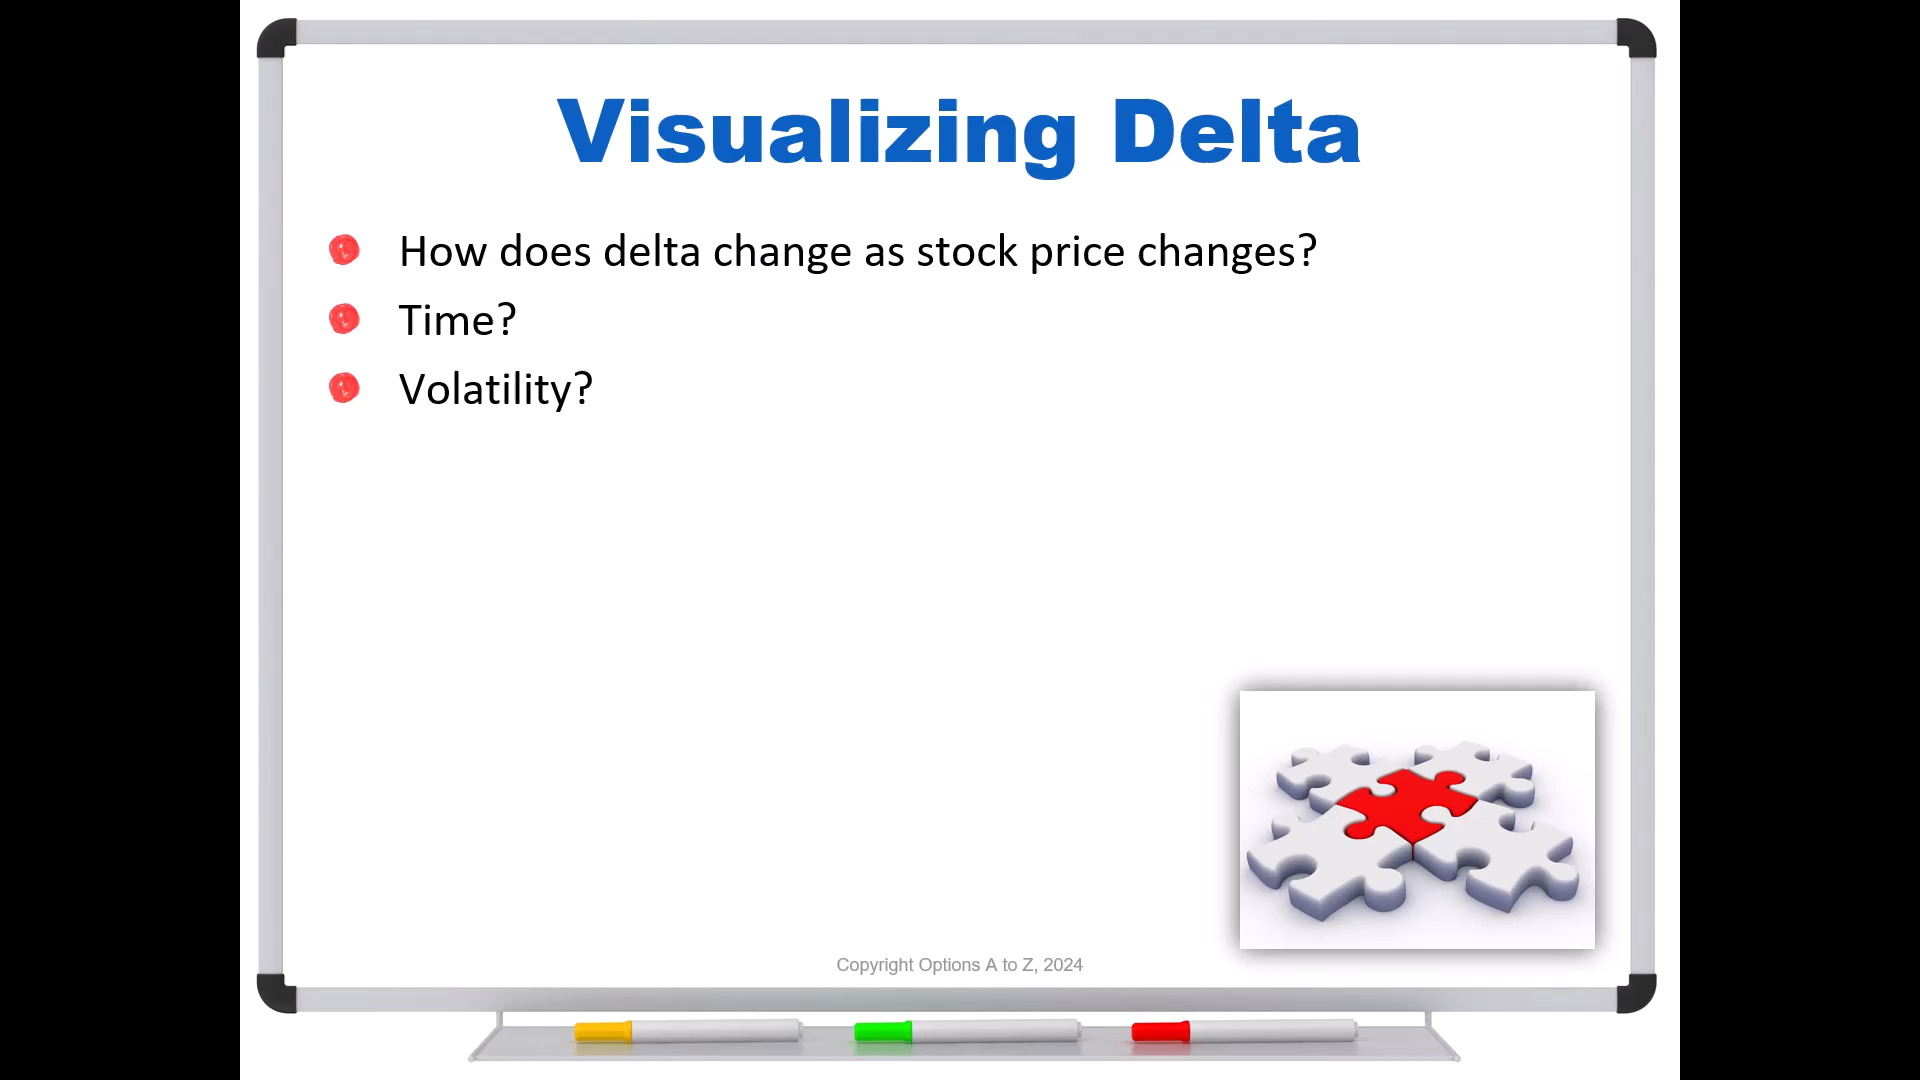 Visualizing Delta
How does delta change as stock price changes?
Time?
Volatility?
Copyright Options A to Z, 2024